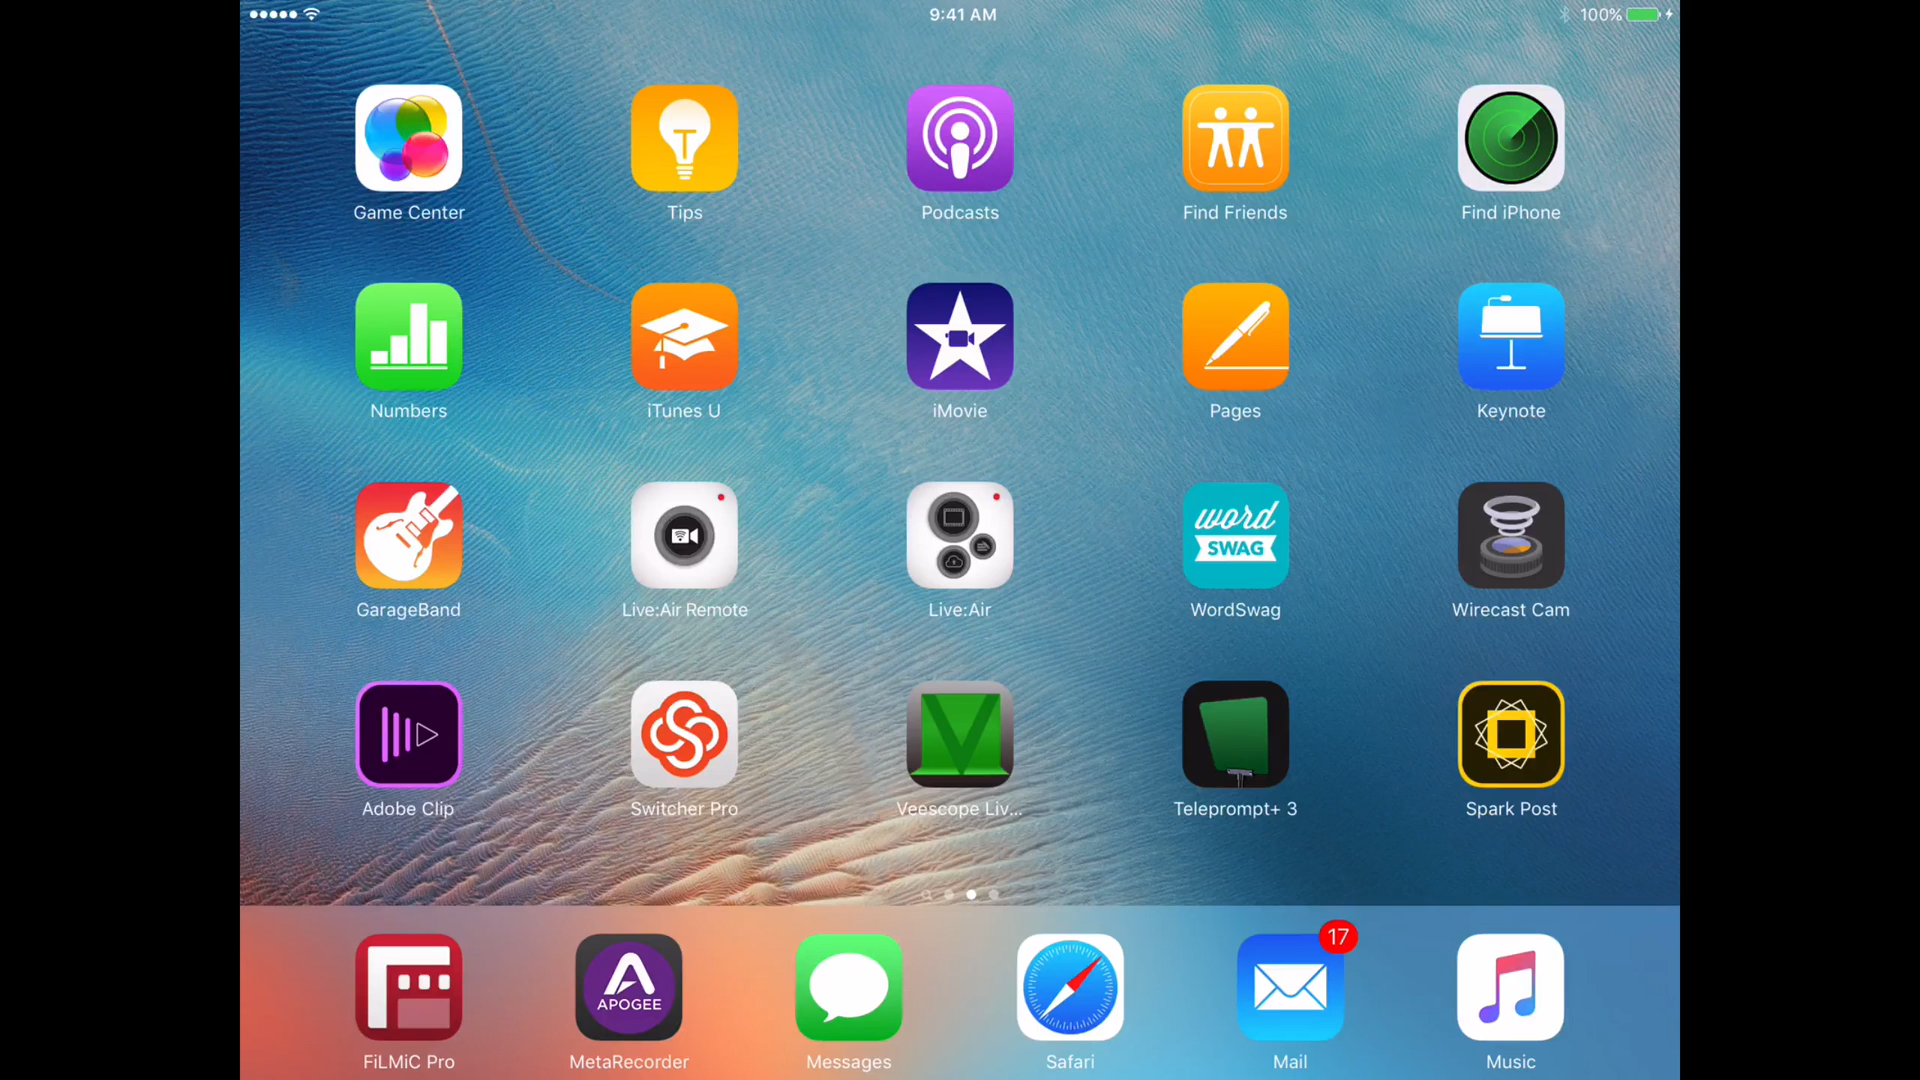 9:41 AM
100%
Game Center
Tips
Podcasts
Find Friends
Find iPhone
Numbers
iTunes U
iMovie
Pages
Keynote
word
SWAG
GarageBand
Live:Air Remote
Live:Air
WordSwag
Wirecast Cam
Adobe Clip
Switcher Pro
Veescope Liv...
Teleprompt+ 3
Spark Post
17
APOGEE
FiLMiC Pro
MetaRecorder
Messages
Safari
Mail
Music